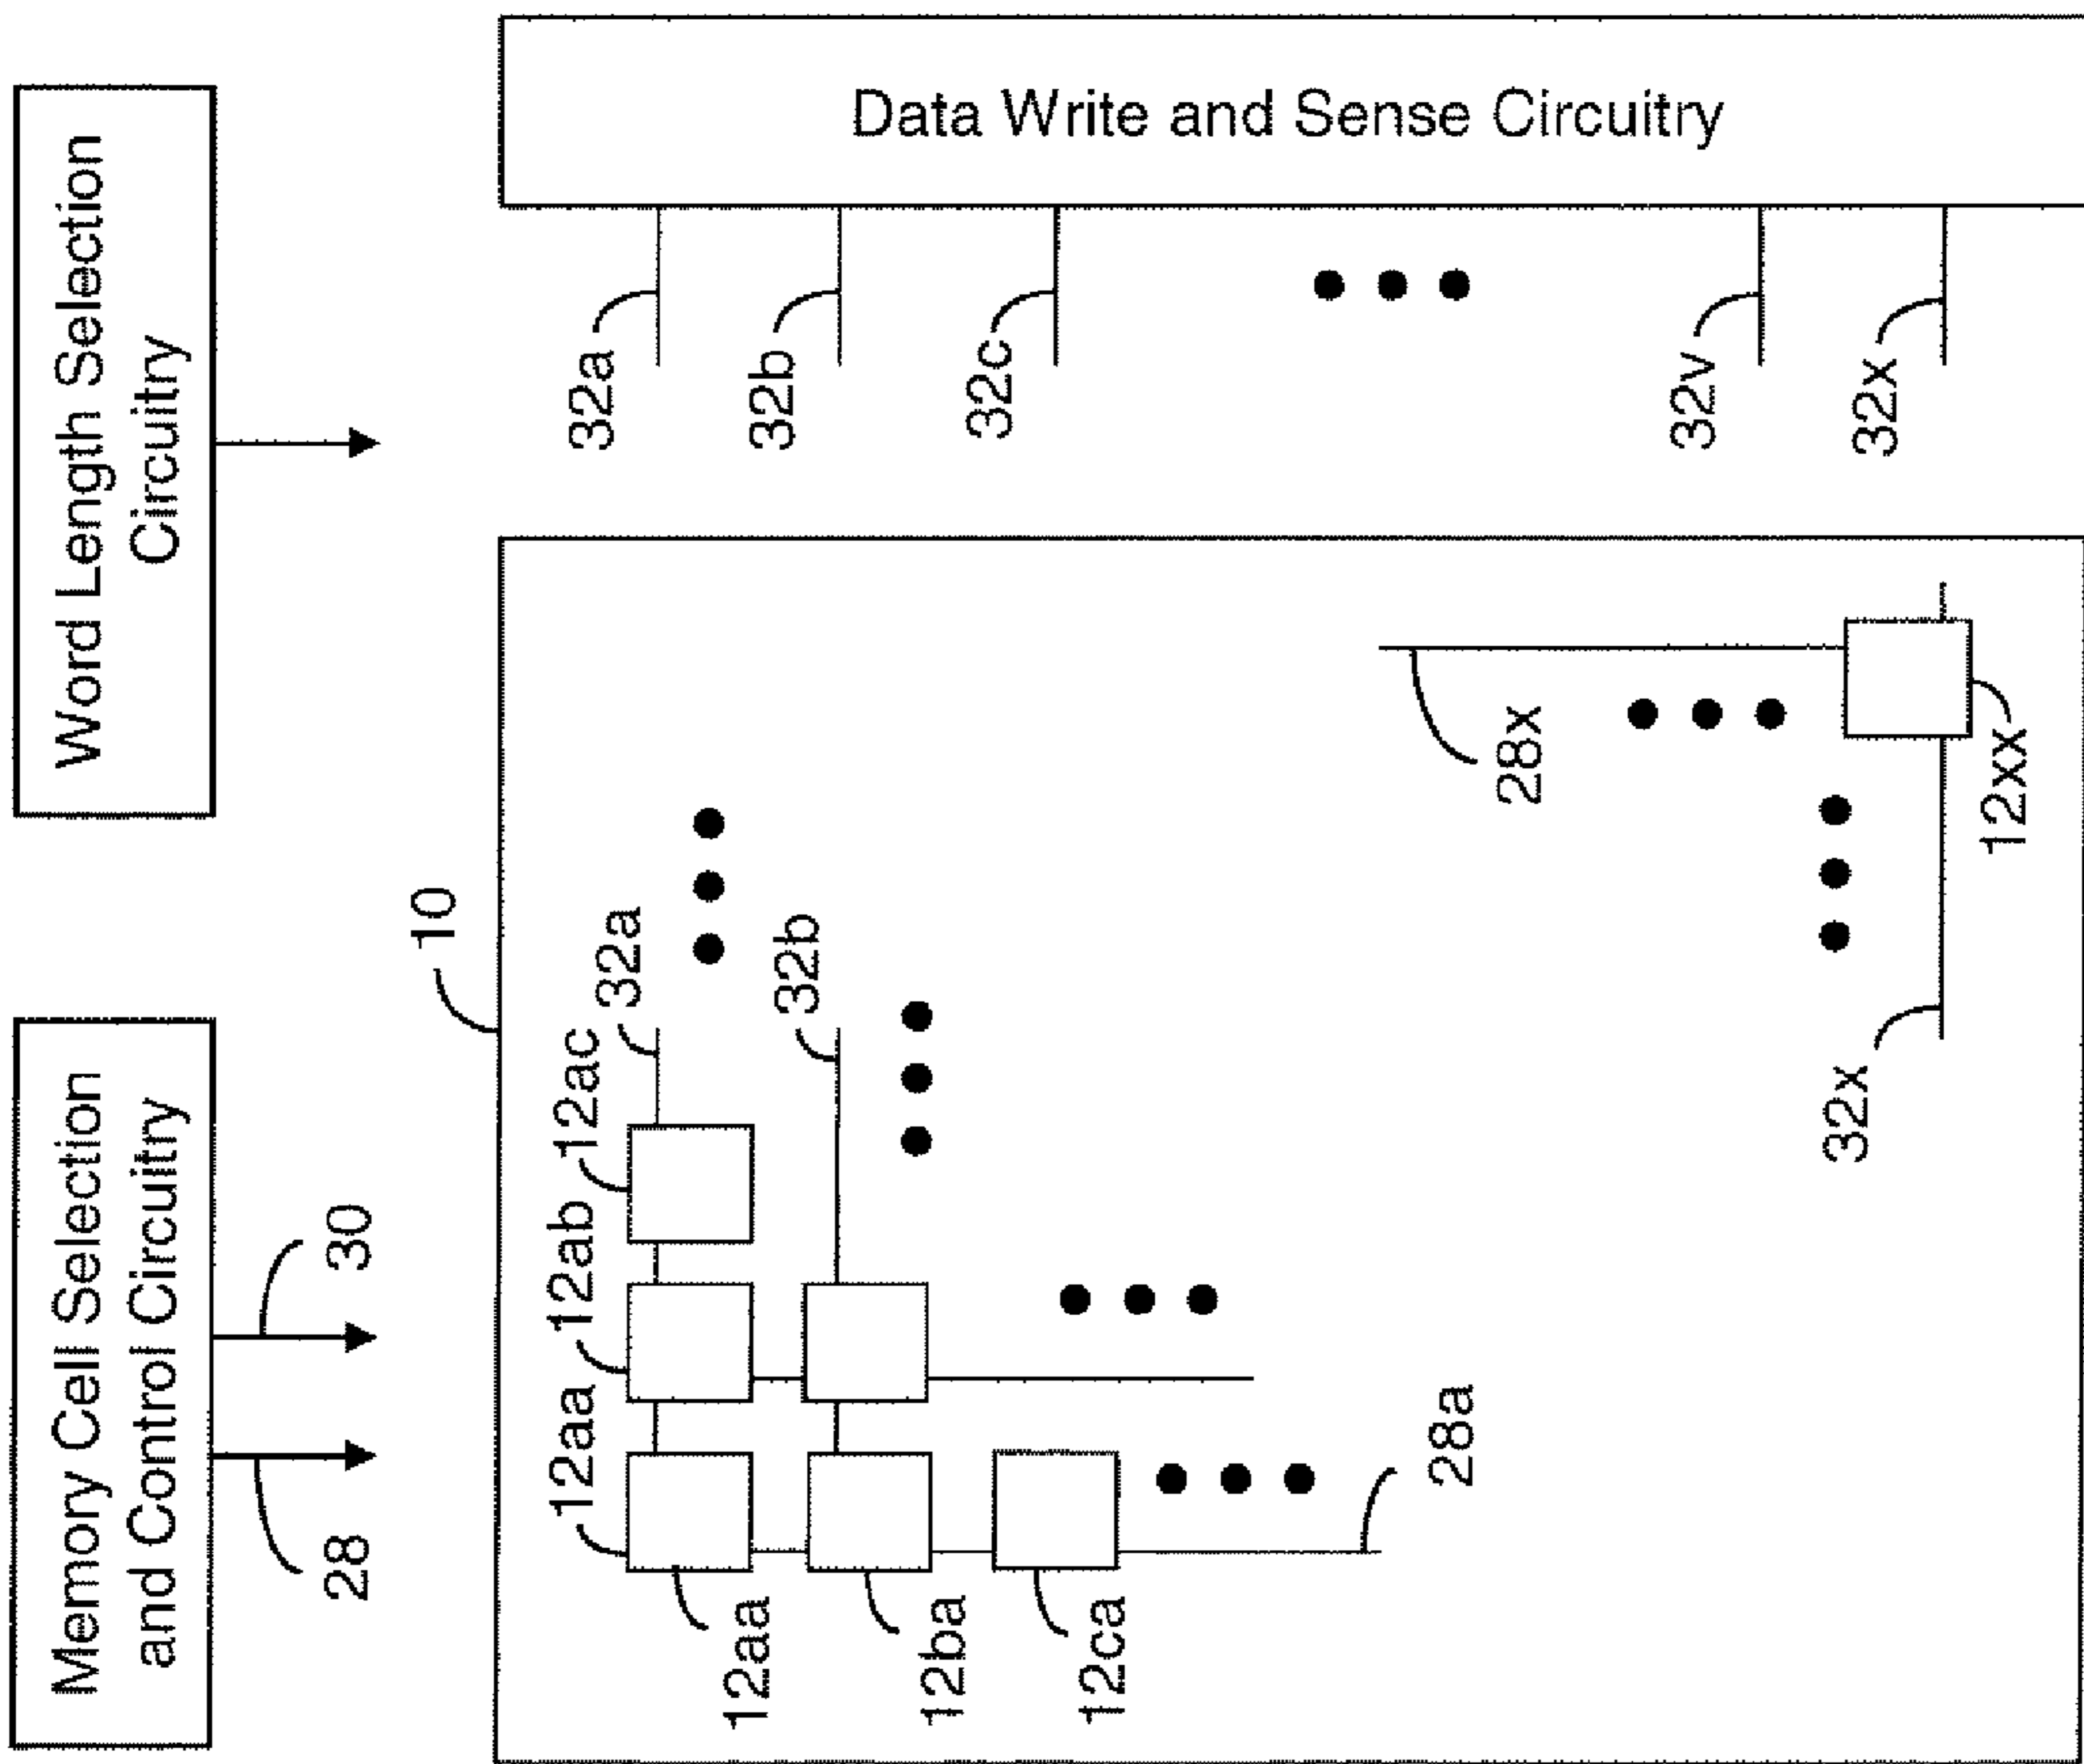 Memory Cell Selection
and Control Circuitry
Word Length Selection
Circuitry
28
30
10
12aa
12ab
12ac
32a
32a
12aa
32b
32b
12ba
32c
12ca
28a
28x
32v
32x
32x
12xx
Data Write and Sense Circuitry